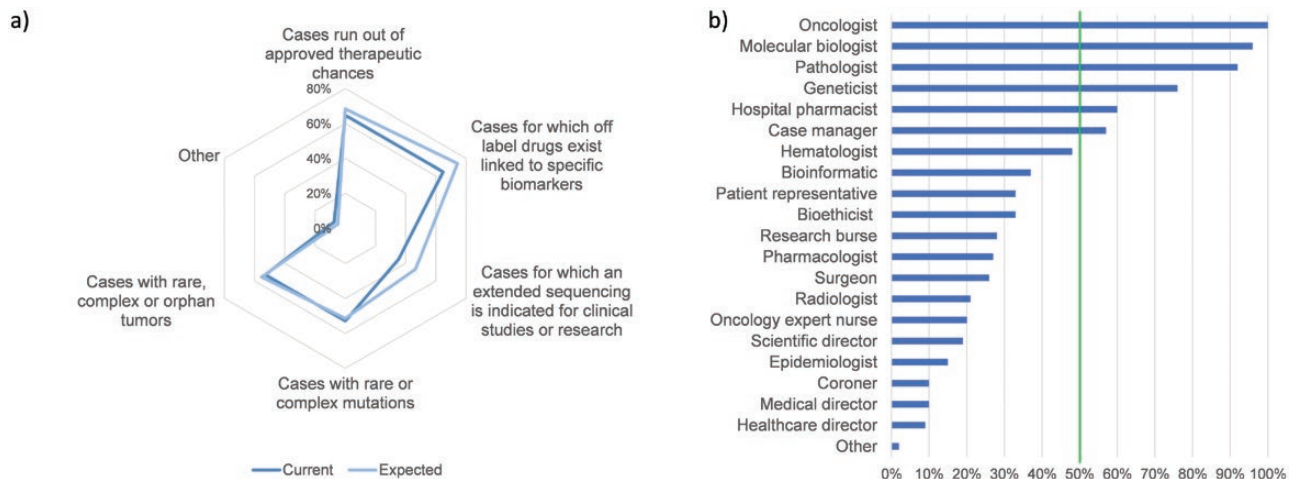 a)
Cases run out of
approved therapeutic
chances
80%
60%
40%
20%
0%
Cases for which off
label drugs exist
linked to specific
biomarkers
Other
Cases with rare,
complex or orphan
tumors
Cases for which an
extended sequencing
is indicated for clinical
studies or research
Cases with rare or
complex mutations
Current Expected
b)
Oncologist
Molecular biologist
Pathologist
Geneticist
Hospital pharmacist
Case manager
Hematologist
Bioinformatic
Patient representative
Bioethicist
Research burse
Pharmacologist
Surgeon
Radiologist
Oncology expert nurse
Scientific director
Epidemiologist
Coroner
Medical director
Healthcare director
Other
0% 10% 20% 30% 40% 50% 60% 70% 80% 90% 100%